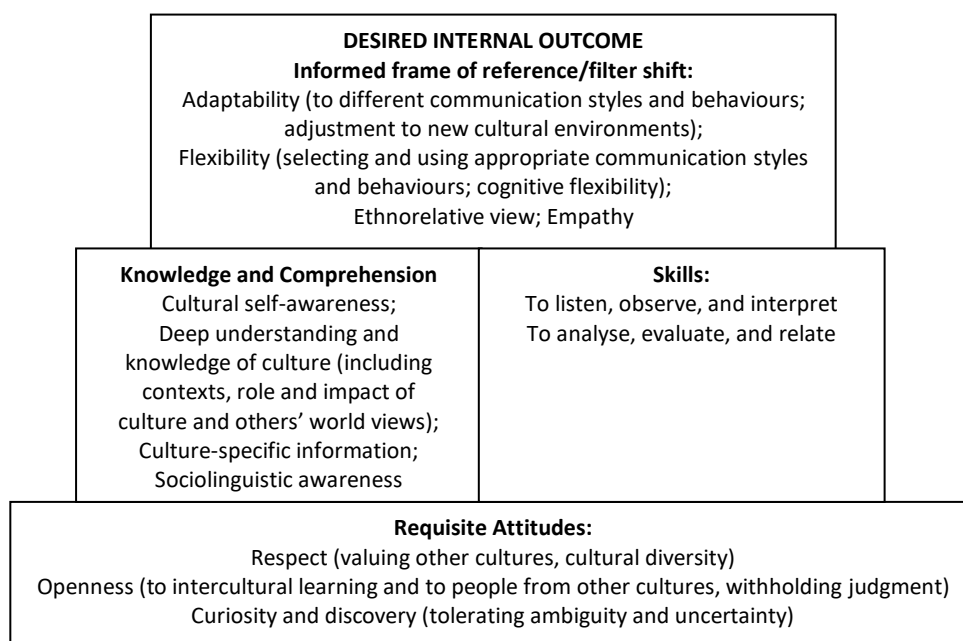 DESIRED INTERNAL OUTCOME
Informed frame of reference/filter shift:
Adaptability (to different communication styles and behaviours;
adjustment to new cultural environments);
Flexibility (selecting and using appropriate communication styles
and behaviours; cognitive flexibility);
Ethnorelative view; Empathy
Knowledge and Comprehension
Cultural self-awareness;
Deep understanding and
knowledge of culture (including
contexts, role and impact of
culture and others’ world views);
Culture-specific information;
Sociolinguistic awareness
Skills:
To listen, observe, and interpret
To analyse, evaluate, and relate
Requisite Attitudes:
Respect (valuing other cultures, cultural diversity)
Openness (to intercultural learning and to people from other cultures, withholding judgment)
Curiosity and discovery (tolerating ambiguity and uncertainty)